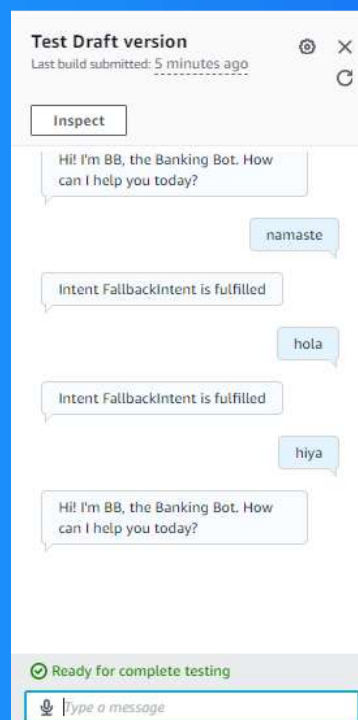 Test Draft version
Last build submitted: 5 minutes ago
Inspect
Hi! I'm BB, the Banking Bot. How
can I help you today?
namaste
Intent FallbackIntent is fulfilled
hola
Intent FallbackIntent is fulfilled
hiya
Hi! I'm BB, the Banking Bot. How
can I help you today?
Ready for complete testing
Type a message